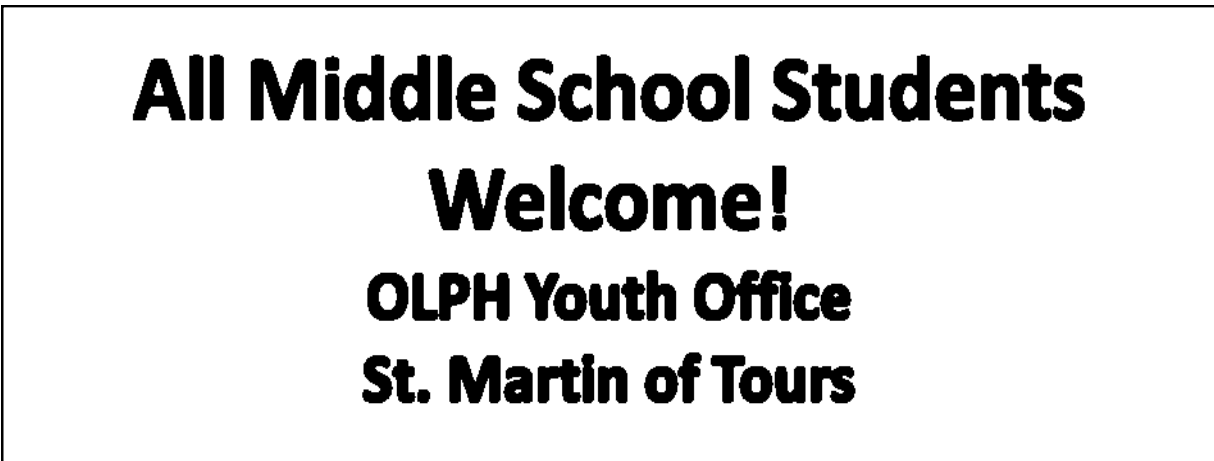 All Middle School Students
Welcome!
OLPH Youth Office
St. Martin of Tours